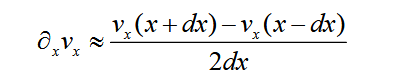 ∂ₓvₓ ≈ vₓ(x + dx) − vₓ(x − dx) / 2dx